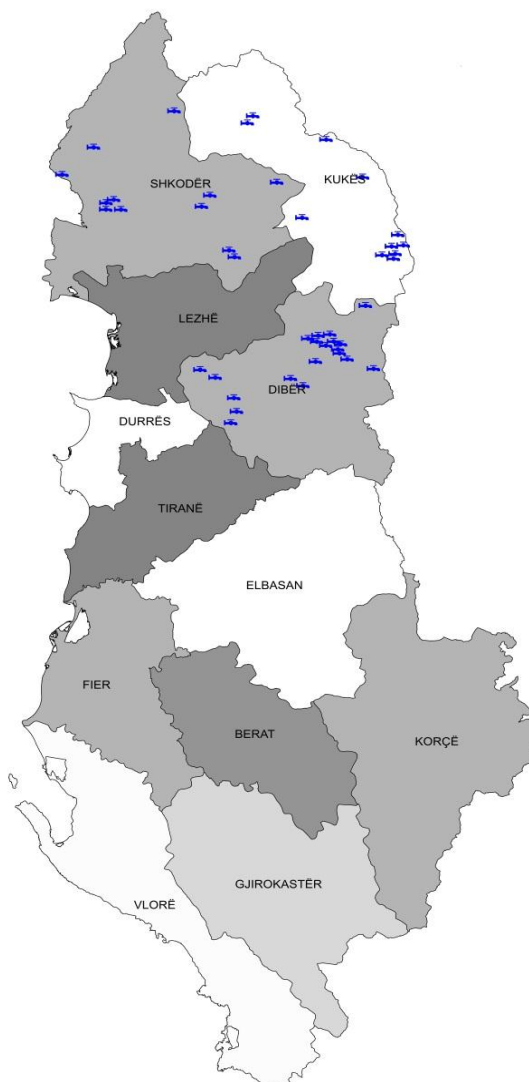 SHKODËR
KUKËS
LEZHË
DIBËR
DURRËS
TIRANË
ELBASAN
FIER
BERAT
KORÇË
GJIROKASTËR
VLORË